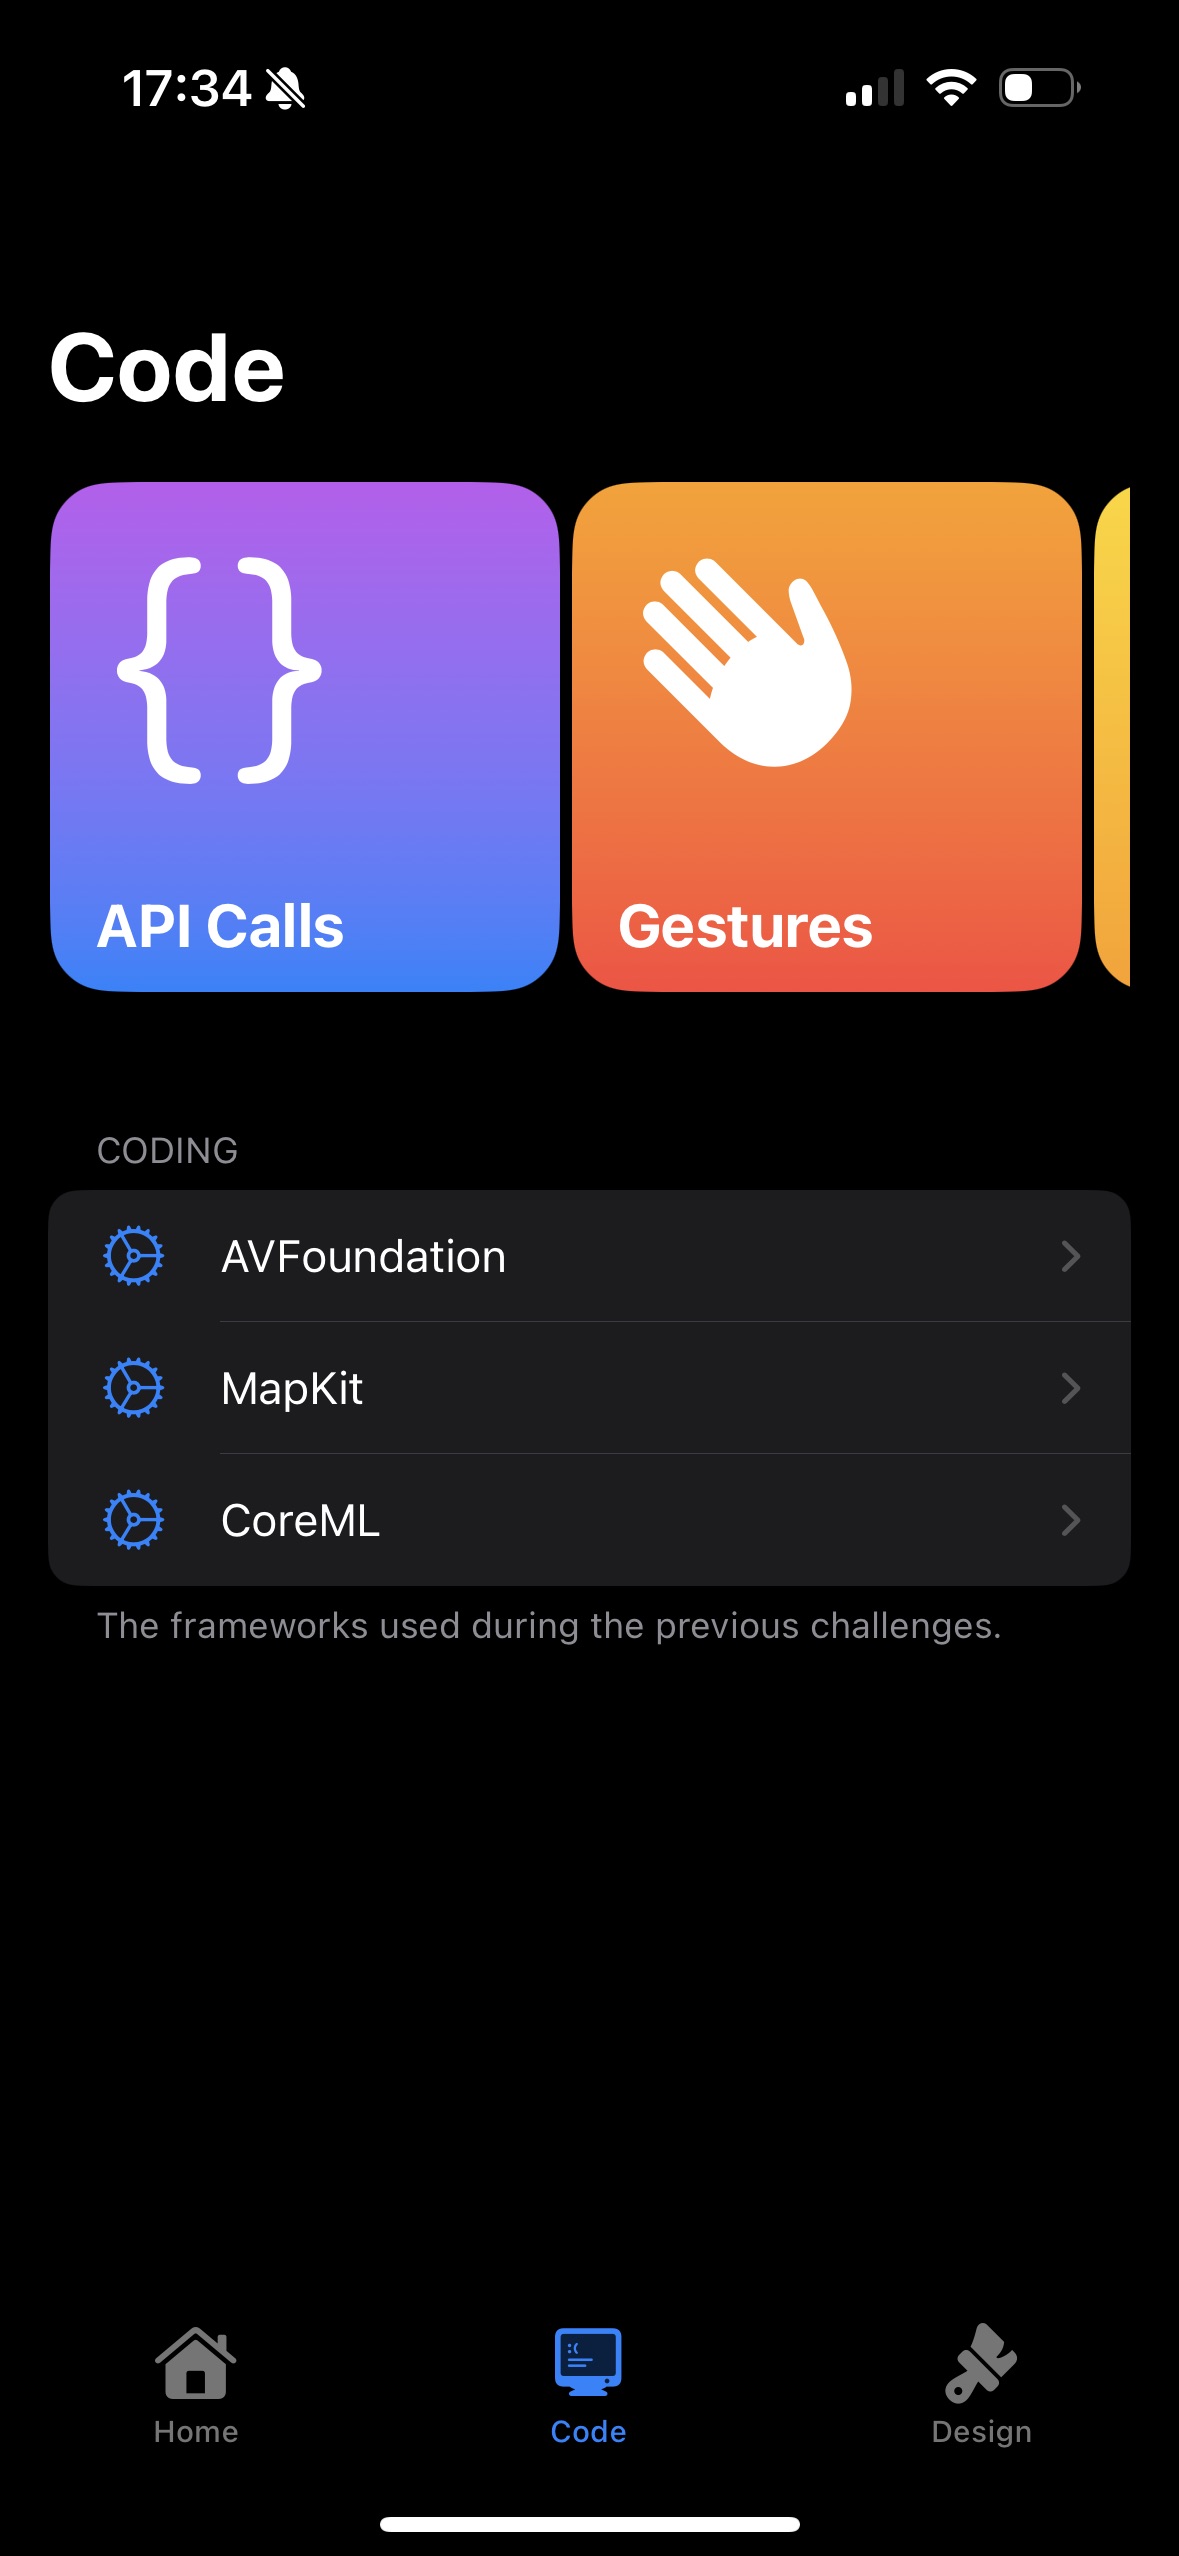 17:34
Code
API Calls
Gestures
CODING
AVFoundation
MapKit
CoreML
The frameworks used during the previous challenges.
Home
Code
Design